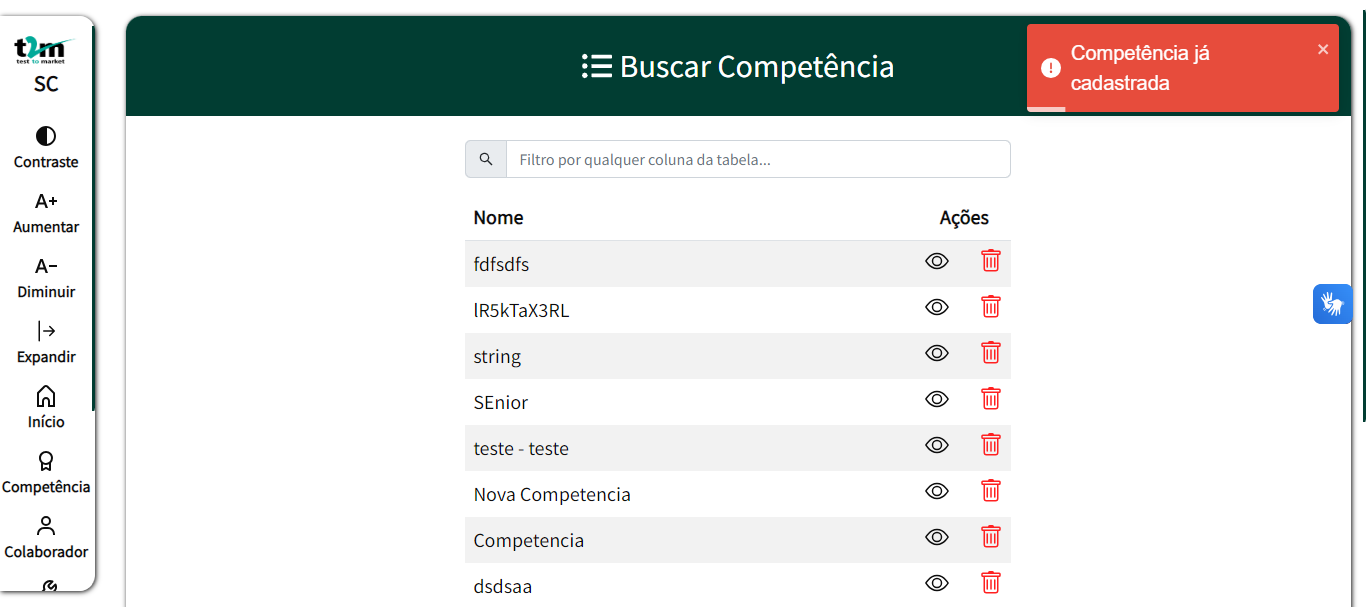 t2m
test to market
SC
Contraste
A+
Aumentar
A-
Diminuir
Expandir
Início
Competência
Colaborador
Buscar Competência
Competência já
cadastrada
Filtro por qualquer coluna da tabela...
Nome Ações
fdfsdfs
lR5kTaX3RL
string
SEnior
teste - teste
Nova Competencia
Competencia
dsdsaa